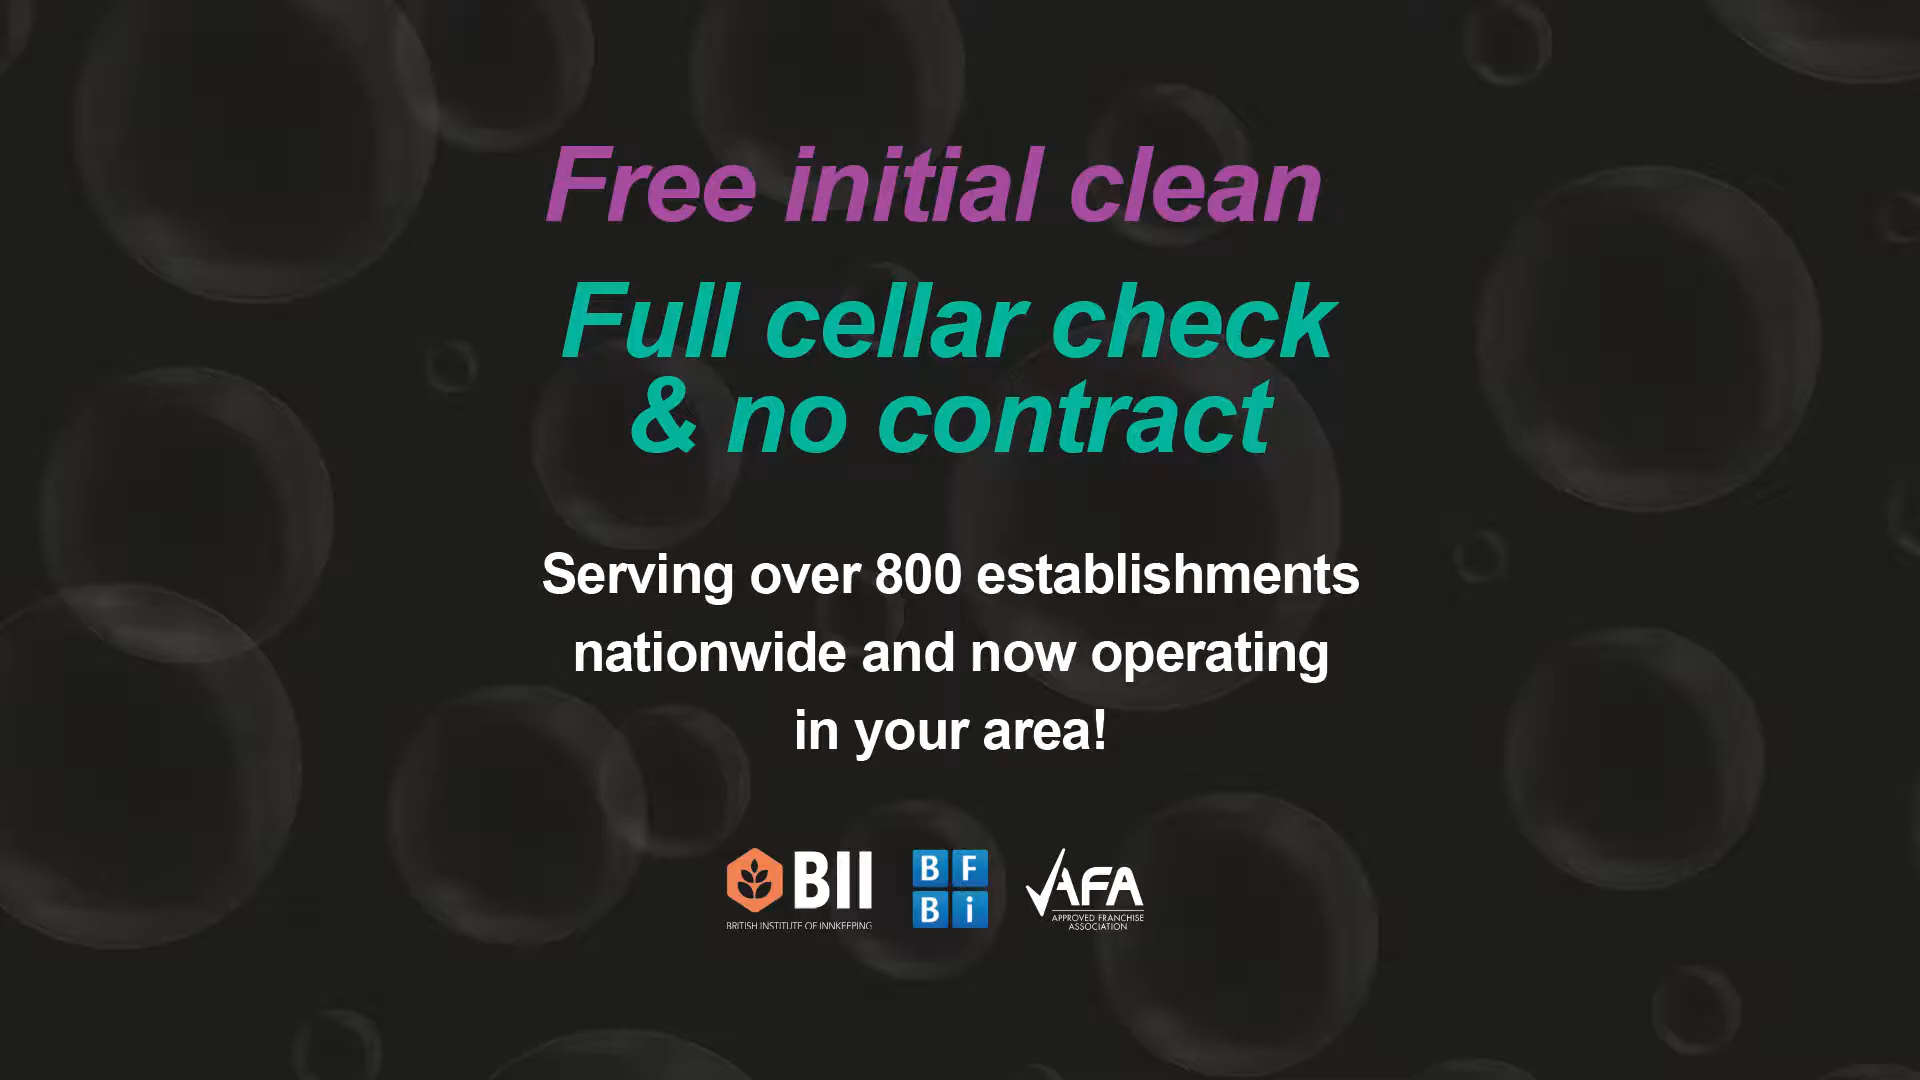 Free initial clean
Full cellar check
& no contract
Serving over 800 establishments
nationwide and now operating
in your area!
BII
BRITISH INSTITUTE OF INNKEEPING
B F
B i
AFA
APPROVED FRANCHISE
ASSOCIATION